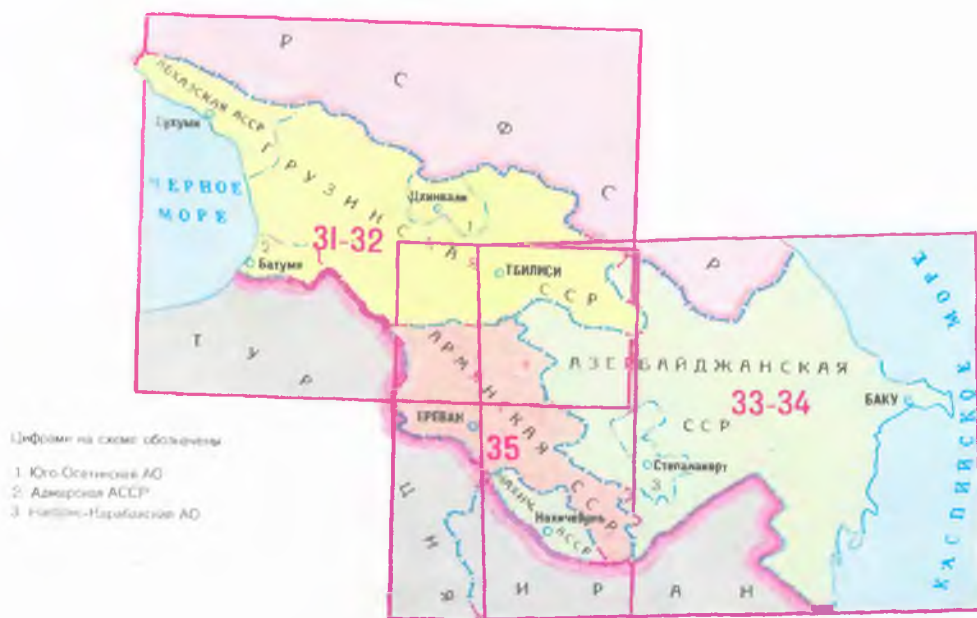 Р С Ф С Р
АБХАЗСКАЯ АССР
Сухуми
ГРУЗИНСКАЯ
ССР
Цхинвали
1
ЧЕРНОЕ
МОРЕ
31-32
2
Батуми
ТБИЛИСИ
ТУРЦИЯ
АРМЯНСКАЯ
ССР
АЗЕРБАЙДЖАНСКАЯ
ССР
33-34
БАКУ
КАСПИЙСКОЕ МОРЕ
ЕРЕВАН
35
Степанакерт
3
Нахичевань
АССР
ИРАН
Цифрами на схеме обозначены
1 Юго-Осетинская АО
2 Аджарская АССР
3 Нагорно-Карабахская АО